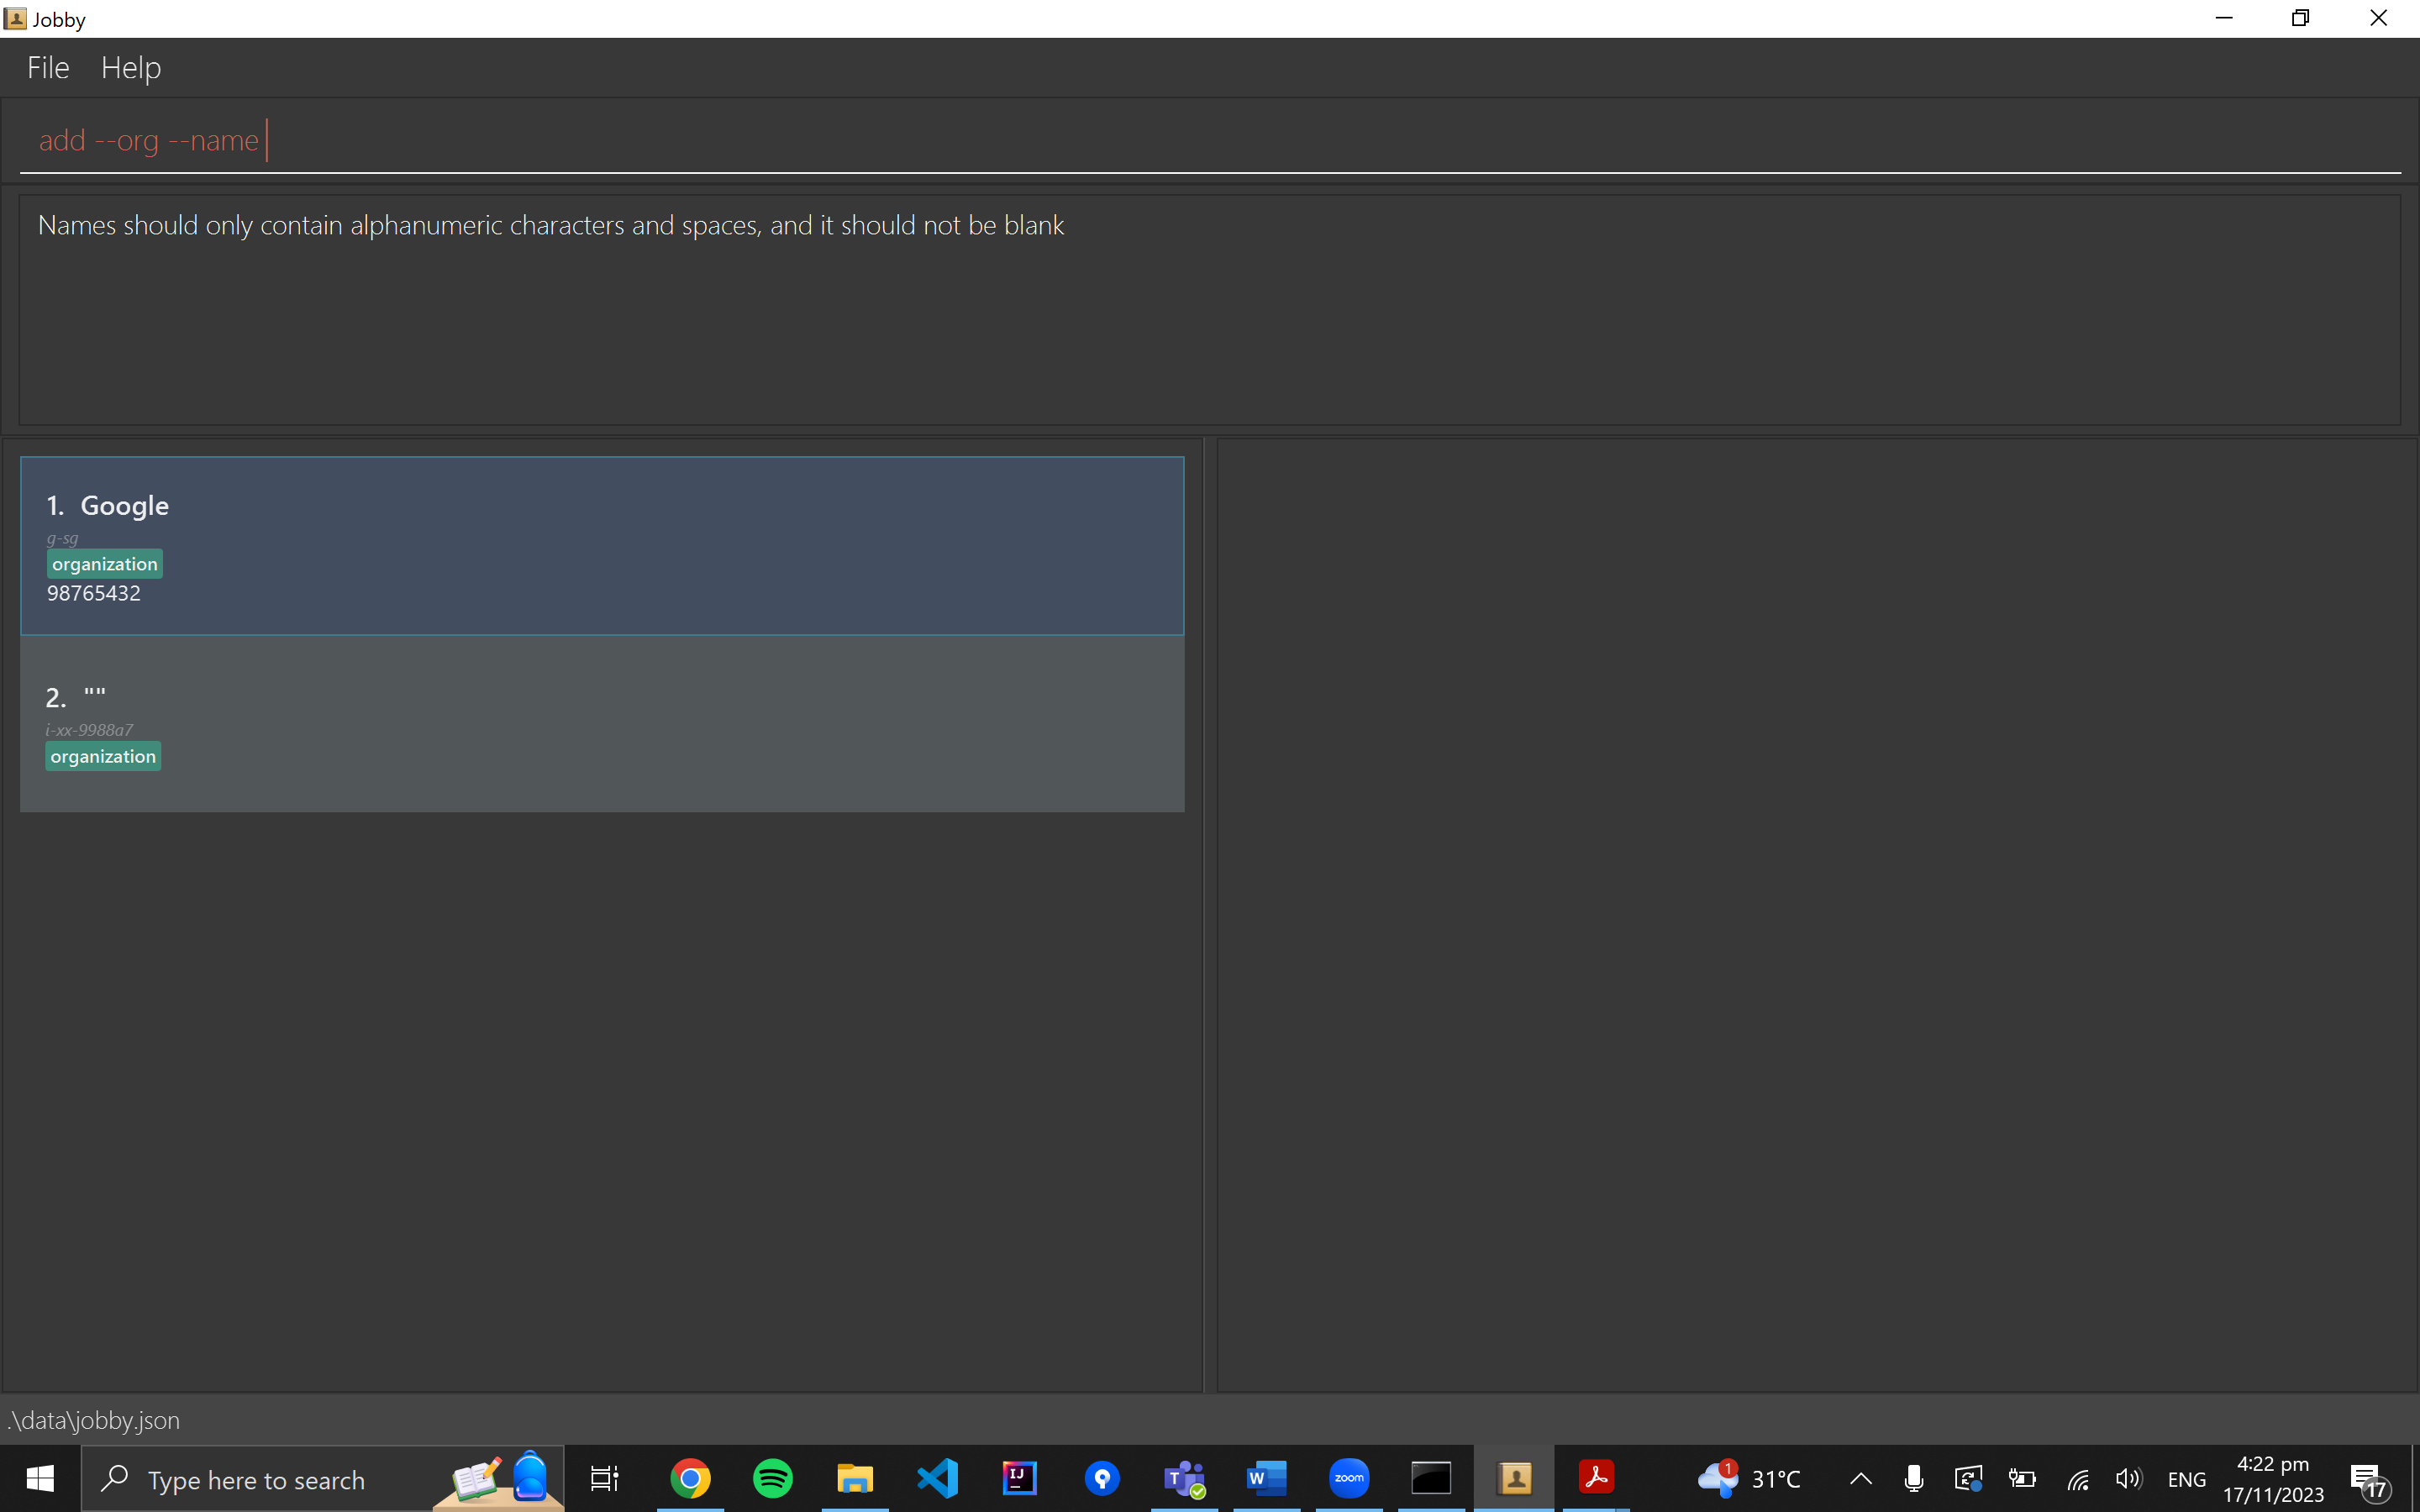 Jobby
File Help
add --org --name
Names should only contain alphanumeric characters and spaces, and it should not be blank
1. Google
g-sg
organization
98765432
2. ""
i-xx-9988a7
organization
.\data\jobby.json
Type here to search
IJ
T
W
zoom
1
31°C
ENG
4:22 pm
17/11/2023
17